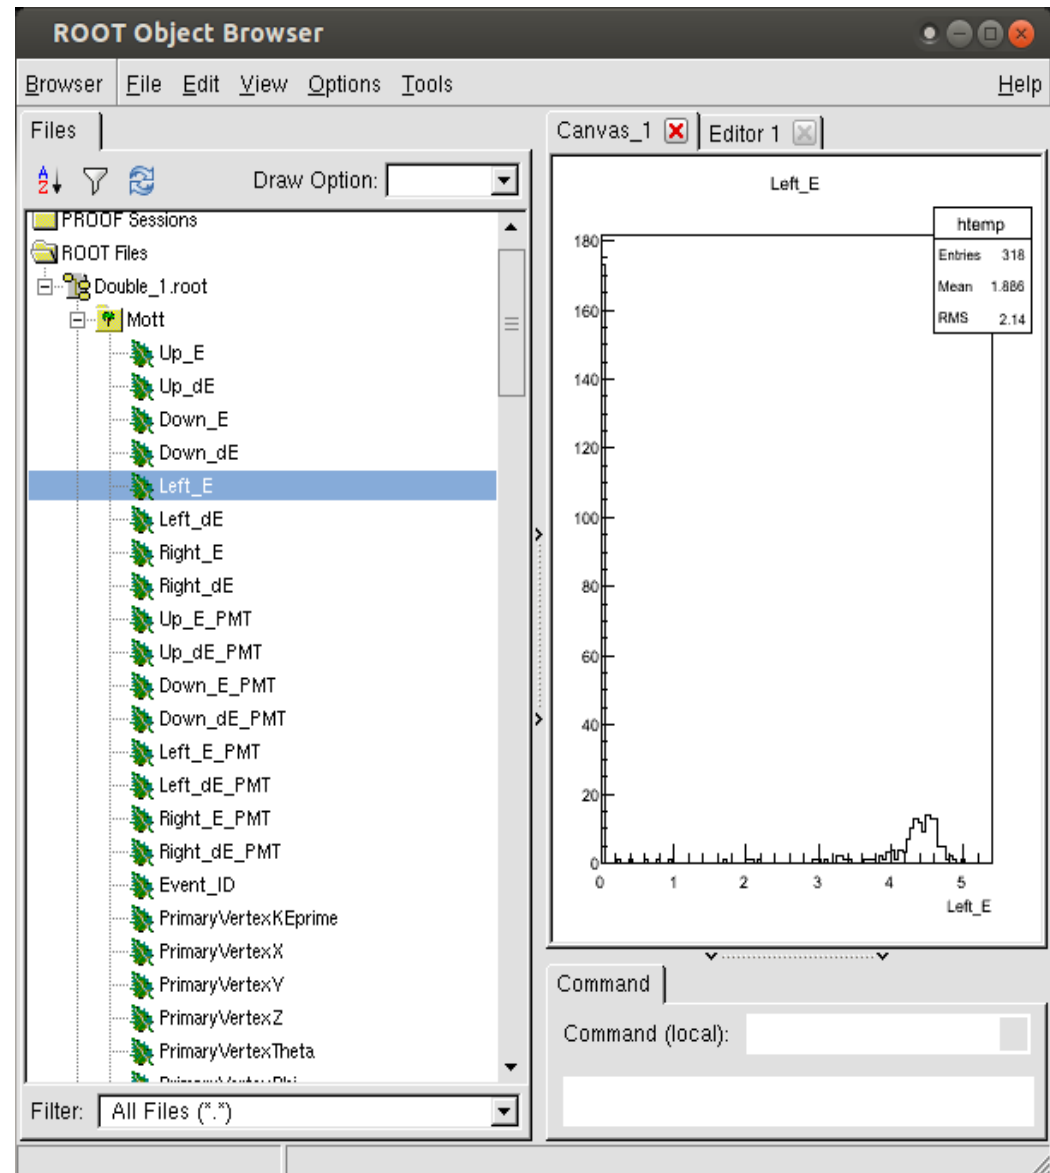 ROOT Object Browser
Browser File Edit View Options Tools Help
Files
Draw Option:
PROOF Sessions
ROOT Files
Double_1.root
Mott
Up_E
Up_dE
Down_E
Down_dE
Left_E
Left_dE
Right_E
Right_dE
Up_E_PMT
Up_dE_PMT
Down_E_PMT
Down_dE_PMT
Left_E_PMT
Left_dE_PMT
Right_E_PMT
Right_dE_PMT
Event_ID
PrimaryVertexKEprime
PrimaryVertexX
PrimaryVertexY
PrimaryVertexZ
PrimaryVertexTheta
Filter: All Files (*.*)
Canvas_1 Editor 1
Left_E
htemp
Entries 318
Mean 1.886
RMS 2.14
180
160
140
120
100
80
60
40
20
0
0 1 2 3 4 5
Left_E
Command
Command (local):